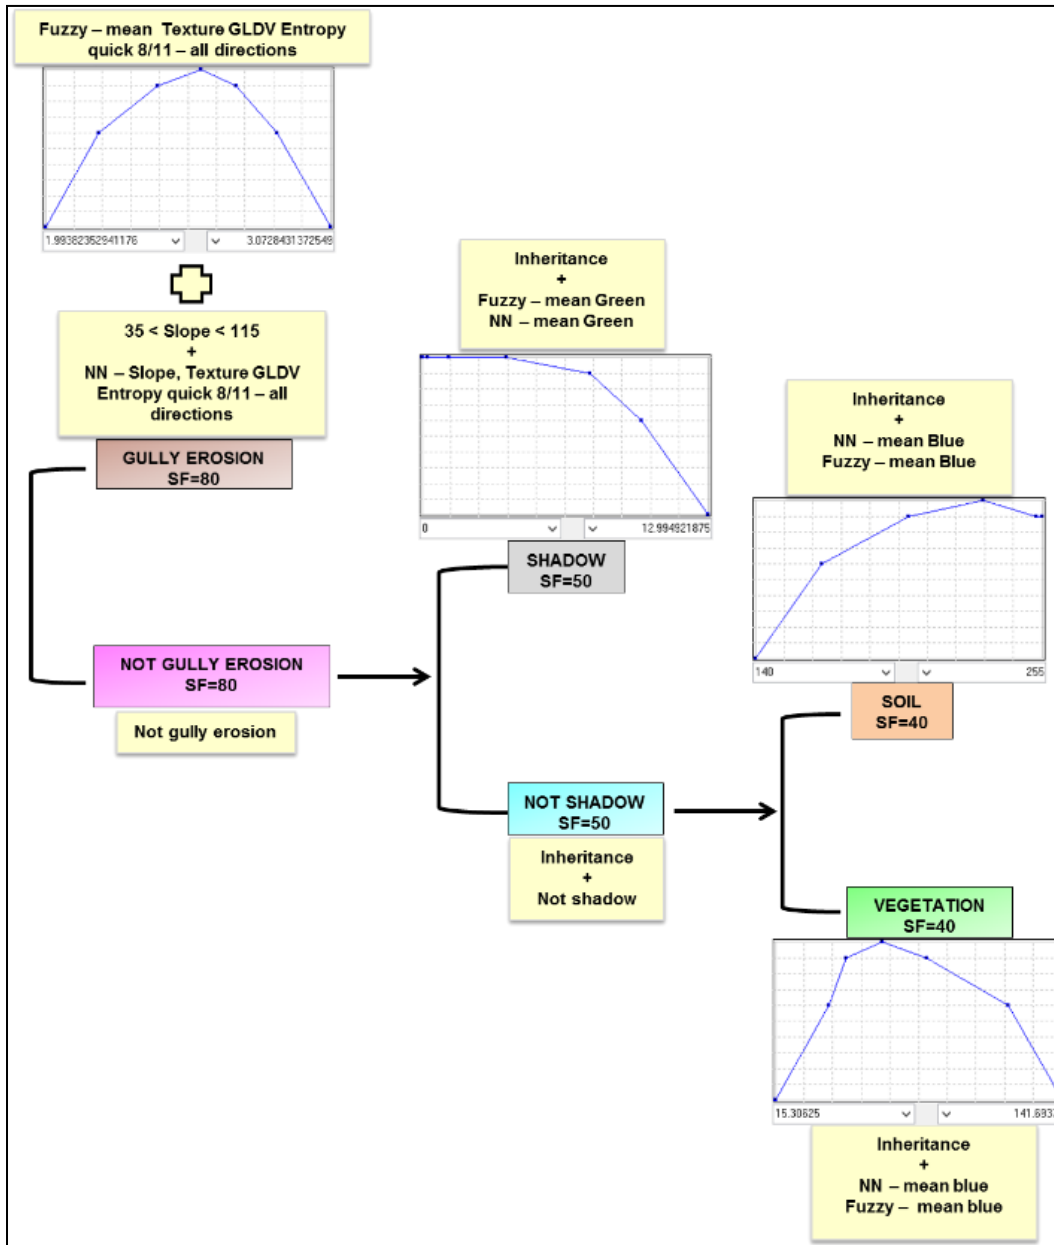 Fuzzy – mean Texture GLDV Entropy
quick 8/11 – all directions
1.99382352941176
3.0728431372549
35 < Slope < 115
+
NN – Slope, Texture GLDV
Entropy quick 8/11 – all
directions
GULLY EROSION
SF=80
NOT GULLY EROSION
SF=80
Not gully erosion
Inheritance
+
Fuzzy – mean Green
NN – mean Green
0
12.994921875
SHADOW
SF=50
NOT SHADOW
SF=50
Inheritance
+
Not shadow
Inheritance
+
NN – mean Blue
Fuzzy – mean Blue
140
255
SOIL
SF=40
VEGETATION
SF=40
15.30625
Inheritance
+
NN – mean blue
Fuzzy – mean blue